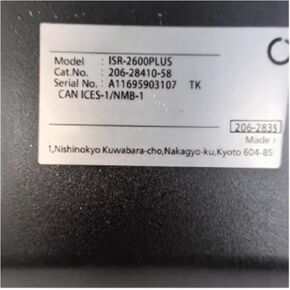 Model : ISR-2600PLUS
Cat.No. : 206-28410-58
Serial No. : A11695903107 TK
CAN ICES-1/NMB-1
206-2835
Made
1,Nishinokyo Kuwabara-cho,Nakagyo-ku,Kyoto 604-85